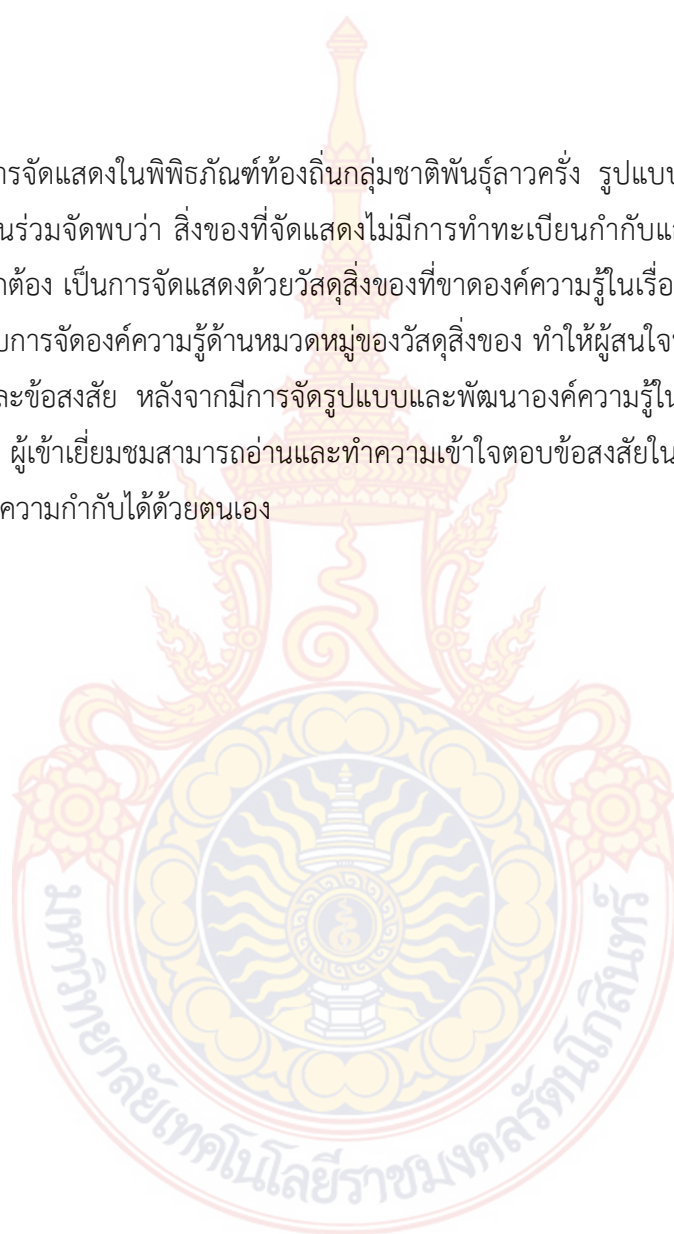 ารจัดแสดงในพิพิธภัณฑ์ท้องถิ่นกลุ่มชาติพันธุ์ลาวครั่ง รูปแบบ
นร่วมจัดพบว่า สิ่งของที่จัดแสดงไม่มีการทำทะเบียนกำกับแ
กต้อง เป็นการจัดแสดงด้วยวัสดุสิ่งของที่ขาดองค์ความรู้ในเรื่อ
บการจัดองค์ความรู้ด้านหมวดหมู่ของวัสดุสิ่งของ ทำให้ผู้สนใจ
ละข้อสงสัย หลังจากมีการจัดรูปแบบและพัฒนาองค์ความรู้ใน
ผู้เข้าเยี่ยมชมสามารถอ่านและทำความเข้าใจตอบข้อสงสัยใน
ความกำกับได้ด้วยตนเอง
มหาวิทยาลัยเทคโนโลยีราชมงคลรัตนโกสินทร์